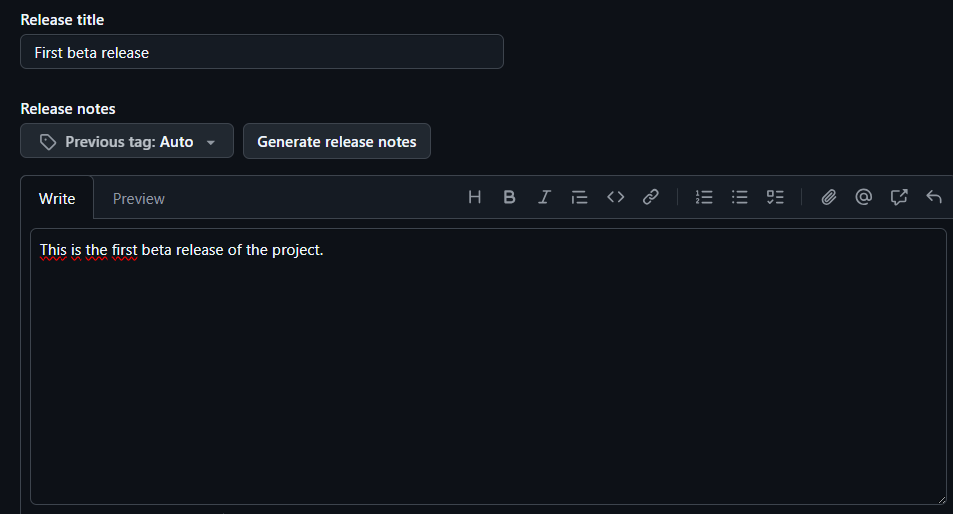 Release title
First beta release
Release notes
Previous tag: Auto
Generate release notes
Write
Preview
This is the first beta release of the project.